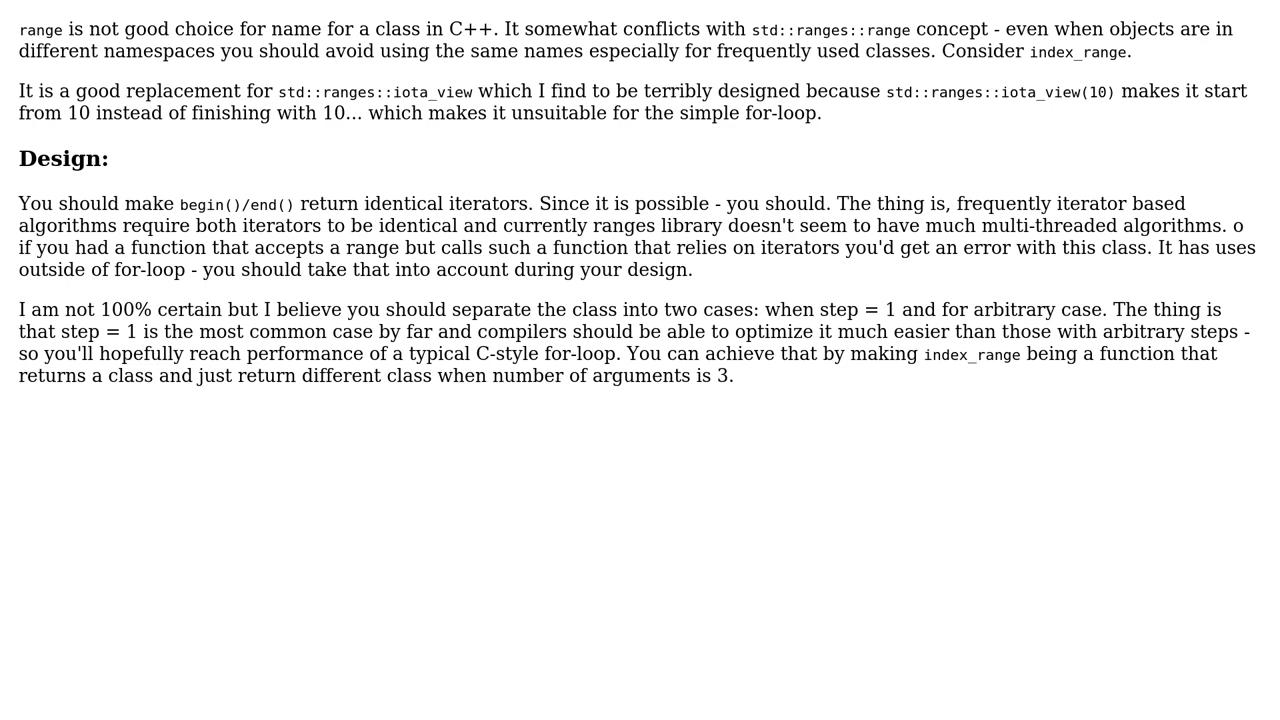 range is not good choice for name for a class in C++. It somewhat conflicts with std::ranges::range concept - even when objects are in
different namespaces you should avoid using the same names especially for frequently used classes. Consider index_range.
It is a good replacement for std::ranges::iota_view which I find to be terribly designed because std::ranges::iota_view(10) makes it start
from 10 instead of finishing with 10... which makes it unsuitable for the simple for-loop.
Design:
You should make begin()/end() return identical iterators. Since it is possible - you should. The thing is, frequently iterator based
algorithms require both iterators to be identical and currently ranges library doesn't seem to have much multi-threaded algorithms. o
if you had a function that accepts a range but calls such a function that relies on iterators you'd get an error with this class. It has uses
outside of for-loop - you should take that into account during your design.
I am not 100% certain but I believe you should separate the class into two cases: when step = 1 and for arbitrary case. The thing is
that step = 1 is the most common case by far and compilers should be able to optimize it much easier than those with arbitrary steps -
so you'll hopefully reach performance of a typical C-style for-loop. You can achieve that by making index_range being a function that
returns a class and just return different class when number of arguments is 3.